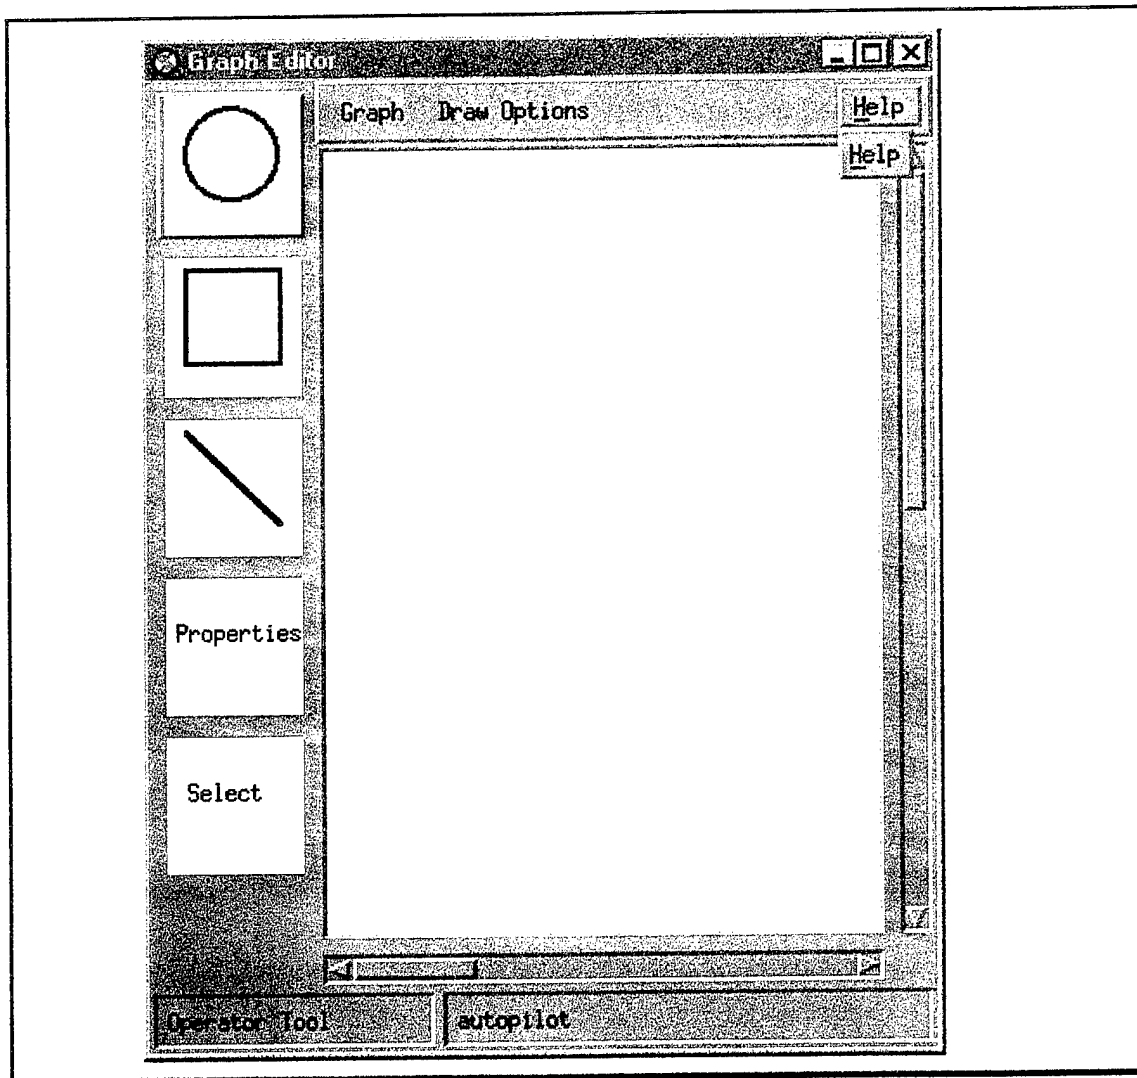 Graph Editor
Graph Draw Options Help
Help
Properties
Select
Operator Tool autopilot